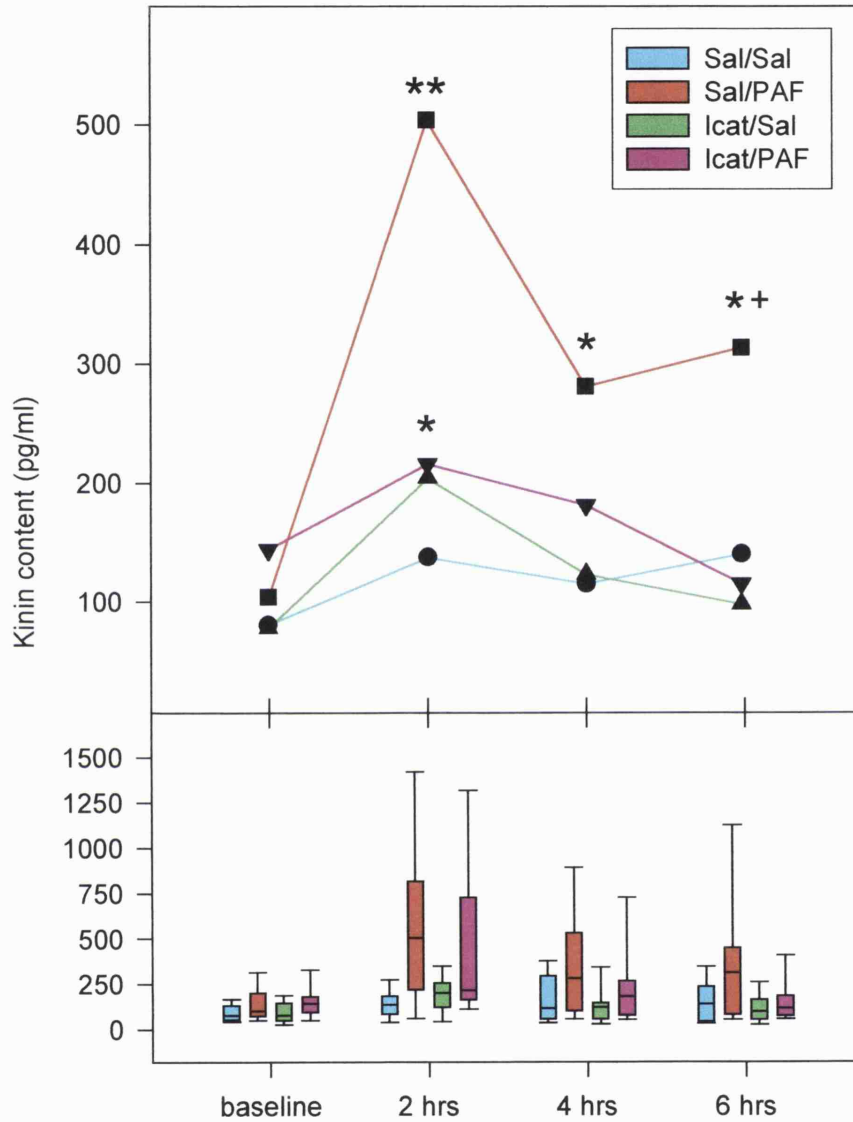 Sal/Sal
Sal/PAF
Icat/Sal
Icat/PAF
**
*
*+
*
500
400
300
200
100
Kinin content (pg/ml)
1500
1250
1000
750
500
250
0
baseline 2 hrs 4 hrs 6 hrs